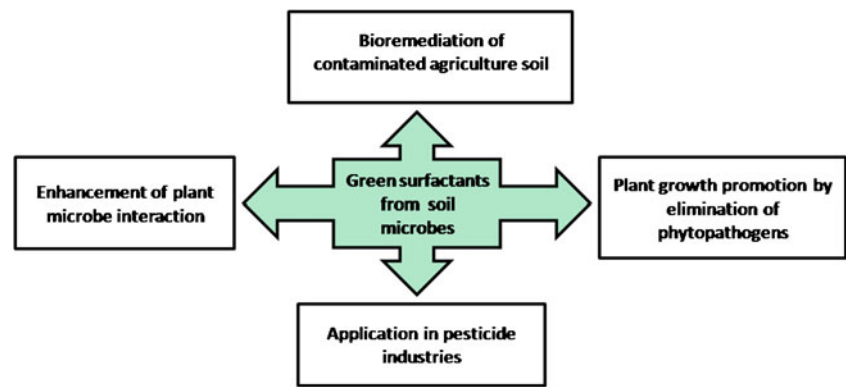 Bioremediation of
contaminated agriculture soil
Enhancement of plant
microbe interaction
Green surfactants
from soil
microbes
Plant growth promotion by
elimination of
phytopathogens
Application in pesticide
industries